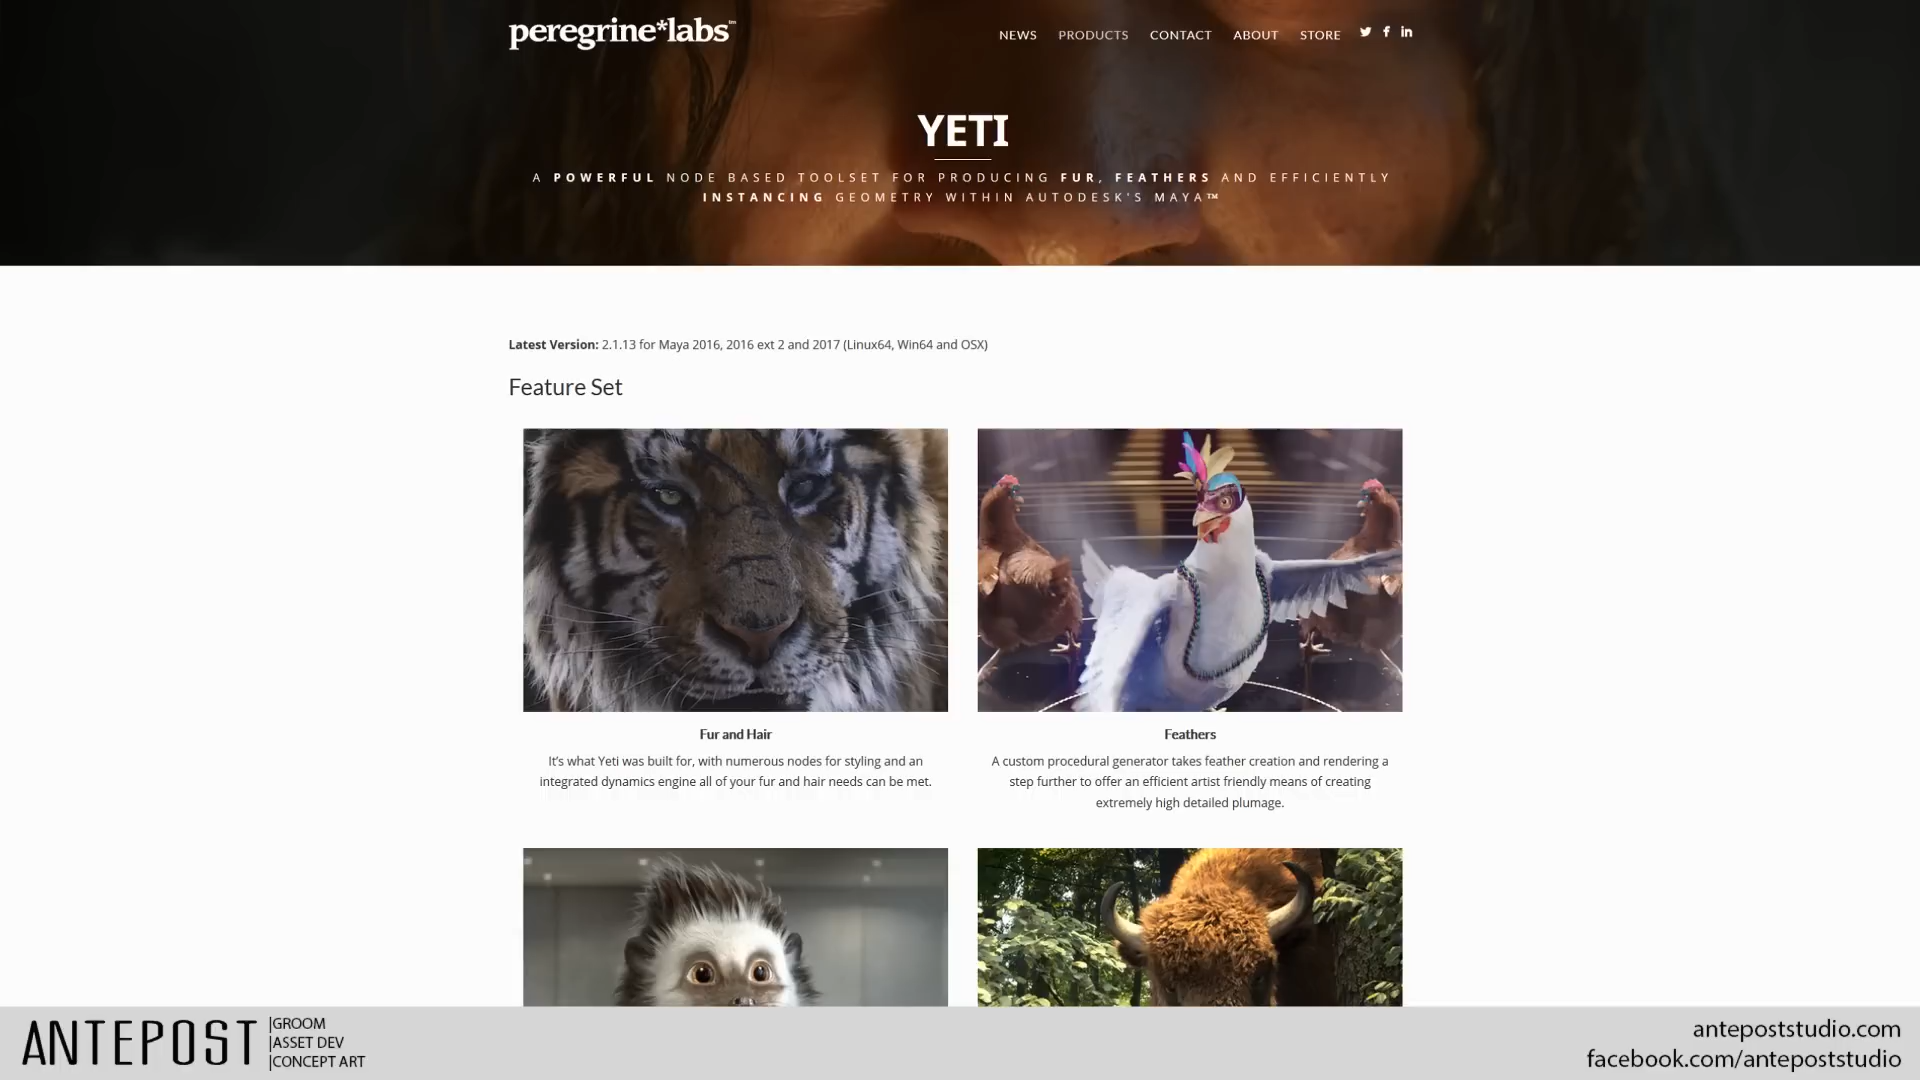 peregrine*labs™
NEWS PRODUCTS CONTACT ABOUT STORE
YETI
A POWERFUL NODE BASED TOOLSET FOR PRODUCING FUR, FEATHERS AND EFFICIENTLY
INSTANCING GEOMETRY WITHIN AUTODESK'S MAYA™
Latest Version: 2.1.13 for Maya 2016, 2016 ext 2 and 2017 (Linux64, Win64 and OSX)
Feature Set
Fur and Hair
It's what Yeti was built for, with numerous nodes for styling and an
integrated dynamics engine all of your fur and hair needs can be met.
Feathers
A custom procedural generator takes feather creation and rendering a
step further to offer an efficient artist friendly means of creating
extremely high detailed plumage.
ANTEPOST
|GROOM
|ASSET DEV
|CONCEPT ART
antepoststudio.com
facebook.com/antepoststudio